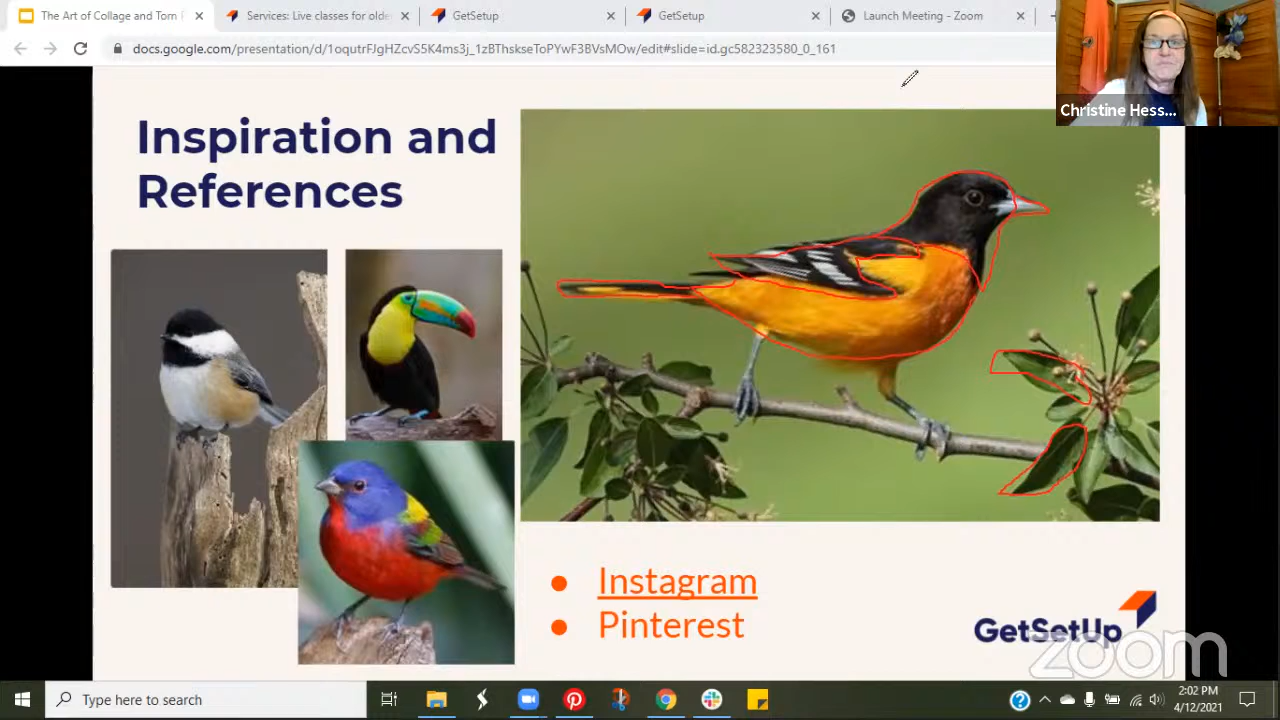 The Art of Collage and Torn P
Services: Live classes for olde
GetSetup
GetSetup
Launch Meeting - Zoom
docs.google.com/presentation/d/1oqutrFJgHZcvS5K4ms3j_1zBThskseToPYwF3BVsMOw/edit#slide=id.gc582323580_0_161
Christine Hess...
Inspiration and
References
● Instagram
● Pinterest
GetSetUp
zoom
Type here to search
2:02 PM
4/12/2021